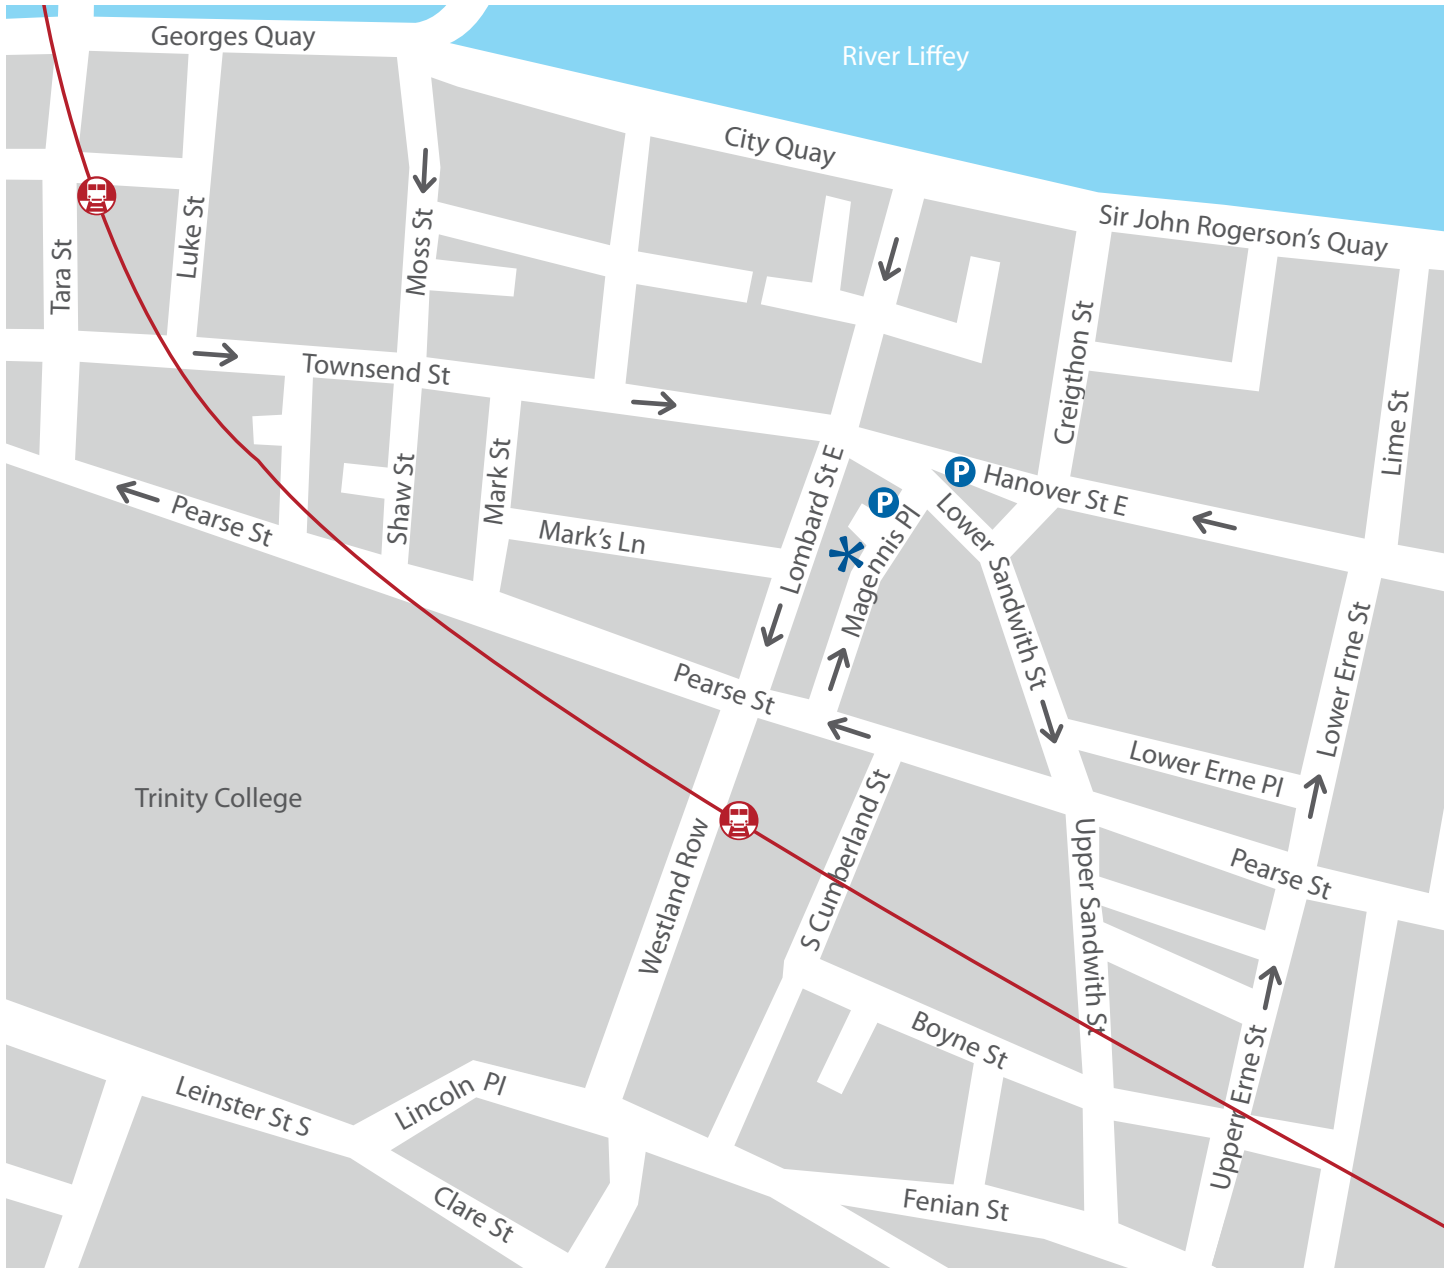 Georges Quay
River Liffey
City Quay
Sir John Rogerson's Quay
Tara St
Luke St
Moss St
Creigthon St
Lime St
Townsend St
Shaw St
Mark St
Mark's Ln
Lombard St E
P
P
Hanover St E
Magennis Pl
Lower Sandwith St
Pearse St
Pearse St
Lower Erne St
Lower Erne Pl
Trinity College
Westland Row
S Cumberland St
Upper Sandwith St
Pearse St
Boyne St
Upperr Erne St
Leinster St S
Lincoln Pl
Clare St
Fenian St